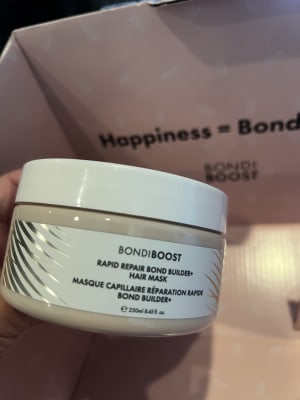 Happiness = Bond
BONDI
BOOST
BONDIBOOST
RAPID REPAIR BOND BUILDER+
HAIR MASK
MASQUE CAPILLAIRE RÉPARATION RAPIDE
BOND BUILDER+
℮ 250ml 8.45 fl. oz.